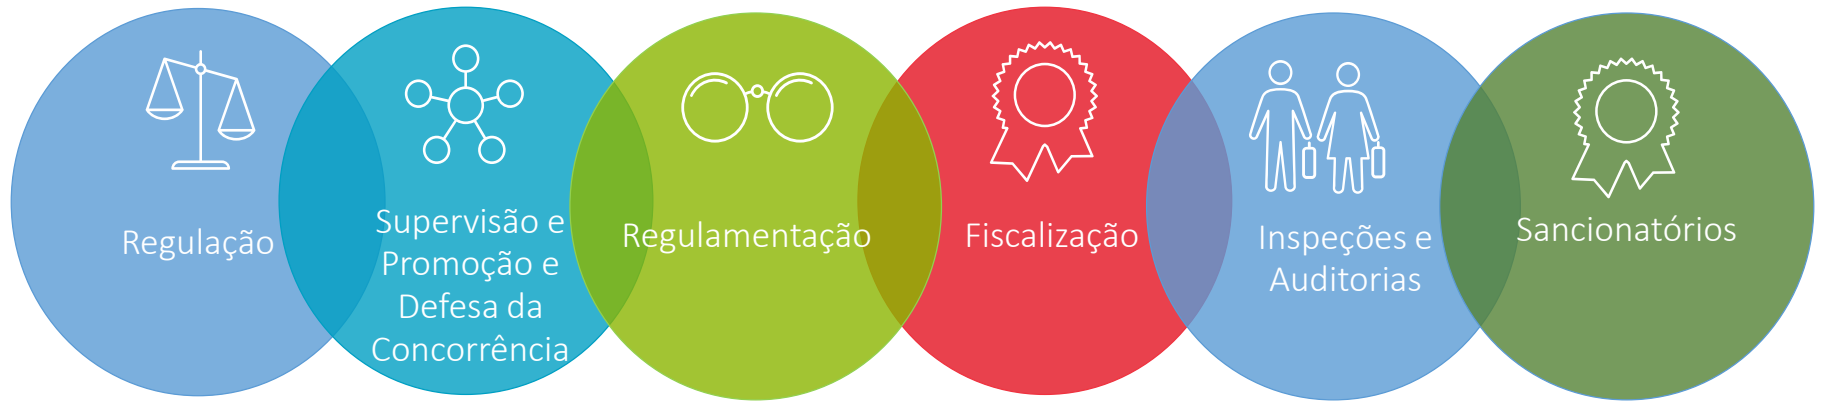 Regulação
Supervisão e
Promoção e
Defesa da
Concorrência
Regulamentação
Fiscalização
Inspeções e
Auditorias
Sancionatórios